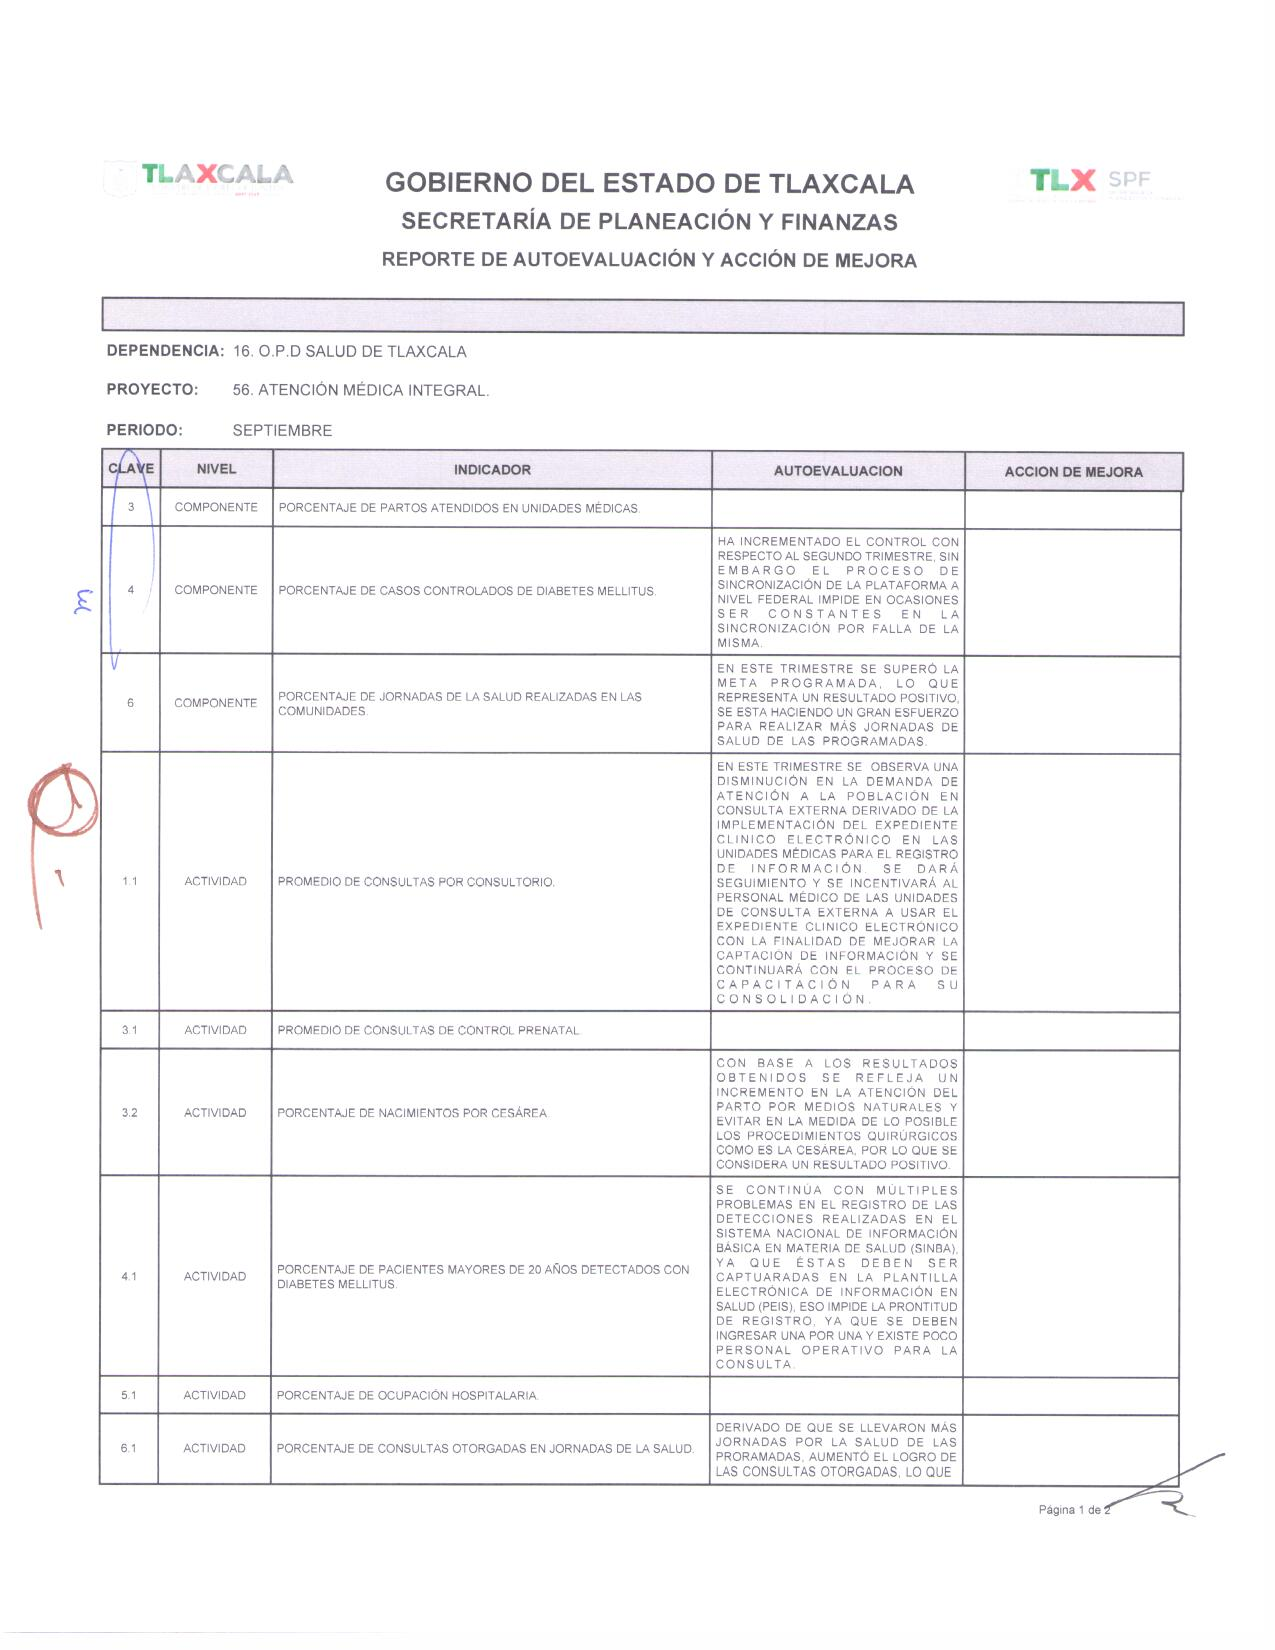 TLAXCALA
GOBIERNO DEL ESTADO DE TLAXCALA
TLX SPF
SECRETARÍA DE PLANEACIÓN Y FINANZAS
REPORTE DE AUTOEVALUACIÓN Y ACCIÓN DE MEJORA
DEPENDENCIA: 16. O.P.D SALUD DE TLAXCALA
PROYECTO: 56. ATENCIÓN MÉDICA INTEGRAL.
PERIODO: SEPTIEMBRE
CLAVE NIVEL INDICADOR AUTOEVALUACION ACCION DE MEJORA
3 COMPONENTE PORCENTAJE DE PARTOS ATENDIDOS EN UNIDADES MÉDICAS.
4 COMPONENTE PORCENTAJE DE CASOS CONTROLADOS DE DIABETES MELLITUS.
HA INCREMENTADO EL CONTROL CON
RESPECTO AL SEGUNDO TRIMESTRE, SIN
EMBARGO EL PROCESO DE
SINCRONIZACIÓN DE LA PLATAFORMA A
NIVEL FEDERAL IMPIDE EN OCASIONES
SER CONSTANTES EN LA
SINCRONIZACIÓN POR FALLA DE LA
MISMA.
6 COMPONENTE PORCENTAJE DE JORNADAS DE LA SALUD REALIZADAS EN LAS
COMUNIDADES.
EN ESTE TRIMESTRE SE SUPERÓ LA
META PROGRAMADA, LO QUE
REPRESENTA UN RESULTADO POSITIVO,
SE ESTA HACIENDO UN GRAN ESFUERZO
PARA REALIZAR MÁS JORNADAS DE
SALUD DE LAS PROGRAMADAS.
1.1 ACTIVIDAD PROMEDIO DE CONSULTAS POR CONSULTORIO.
EN ESTE TRIMESTRE SE OBSERVA UNA
DISMINUCIÓN EN LA DEMANDA DE
ATENCIÓN A LA POBLACIÓN EN
CONSULTA EXTERNA DERIVADO DE LA
IMPLEMENTACIÓN DEL EXPEDIENTE
CLINICO ELECTRÓNICO EN LAS
UNIDADES MÉDICAS PARA EL REGISTRO
DE INFORMACIÓN. SE DARÁ
SEGUIMIENTO Y SE INCENTIVARÁ AL
PERSONAL MÉDICO DE LAS UNIDADES
DE CONSULTA EXTERNA A USAR EL
EXPEDIENTE CLINICO ELECTRÓNICO
CON LA FINALIDAD DE MEJORAR LA
CAPTACIÓN DE INFORMACIÓN Y SE
CONTINUARÁ CON EL PROCESO DE
CAPACITACIÓN PARA SU
CONSOLIDACIÓN.
3.1 ACTIVIDAD PROMEDIO DE CONSULTAS DE CONTROL PRENATAL.
3.2 ACTIVIDAD PORCENTAJE DE NACIMIENTOS POR CESÁREA.
CON BASE A LOS RESULTADOS
OBTENIDOS SE REFLEJA UN
INCREMENTO EN LA ATENCIÓN DEL
PARTO POR MEDIOS NATURALES Y
EVITAR EN LA MEDIDA DE LO POSIBLE
LOS PROCEDIMIENTOS QUIRÚRGICOS
COMO ES LA CESÁREA, POR LO QUE SE
CONSIDERA UN RESULTADO POSITIVO.
4.1 ACTIVIDAD PORCENTAJE DE PACIENTES MAYORES DE 20 AÑOS DETECTADOS CON
DIABETES MELLITUS.
SE CONTINÚA CON MÚLTIPLES
PROBLEMAS EN EL REGISTRO DE LAS
DETECCIONES REALIZADAS EN EL
SISTEMA NACIONAL DE INFORMACIÓN
BÁSICA EN MATERIA DE SALUD (SINBA),
YA QUE ÉSTAS DEBEN SER
CAPTUARADAS EN LA PLANTILLA
ELECTRÓNICA DE INFORMACIÓN EN
SALUD (PEIS), ESO IMPIDE LA PRONTITUD
DE REGISTRO, YA QUE SE DEBEN
INGRESAR UNA POR UNA Y EXISTE POCO
PERSONAL OPERATIVO PARA LA
CONSULTA.
5.1 ACTIVIDAD PORCENTAJE DE OCUPACIÓN HOSPITALARIA.
6.1 ACTIVIDAD PORCENTAJE DE CONSULTAS OTORGADAS EN JORNADAS DE LA SALUD.
DERIVADO DE QUE SE LLEVARON MÁS
JORNADAS POR LA SALUD DE LAS
PRORAMADAS, AUMENTÓ EL LOGRO DE
LAS CONSULTAS OTORGADAS, LO QUE
Página 1 de 2